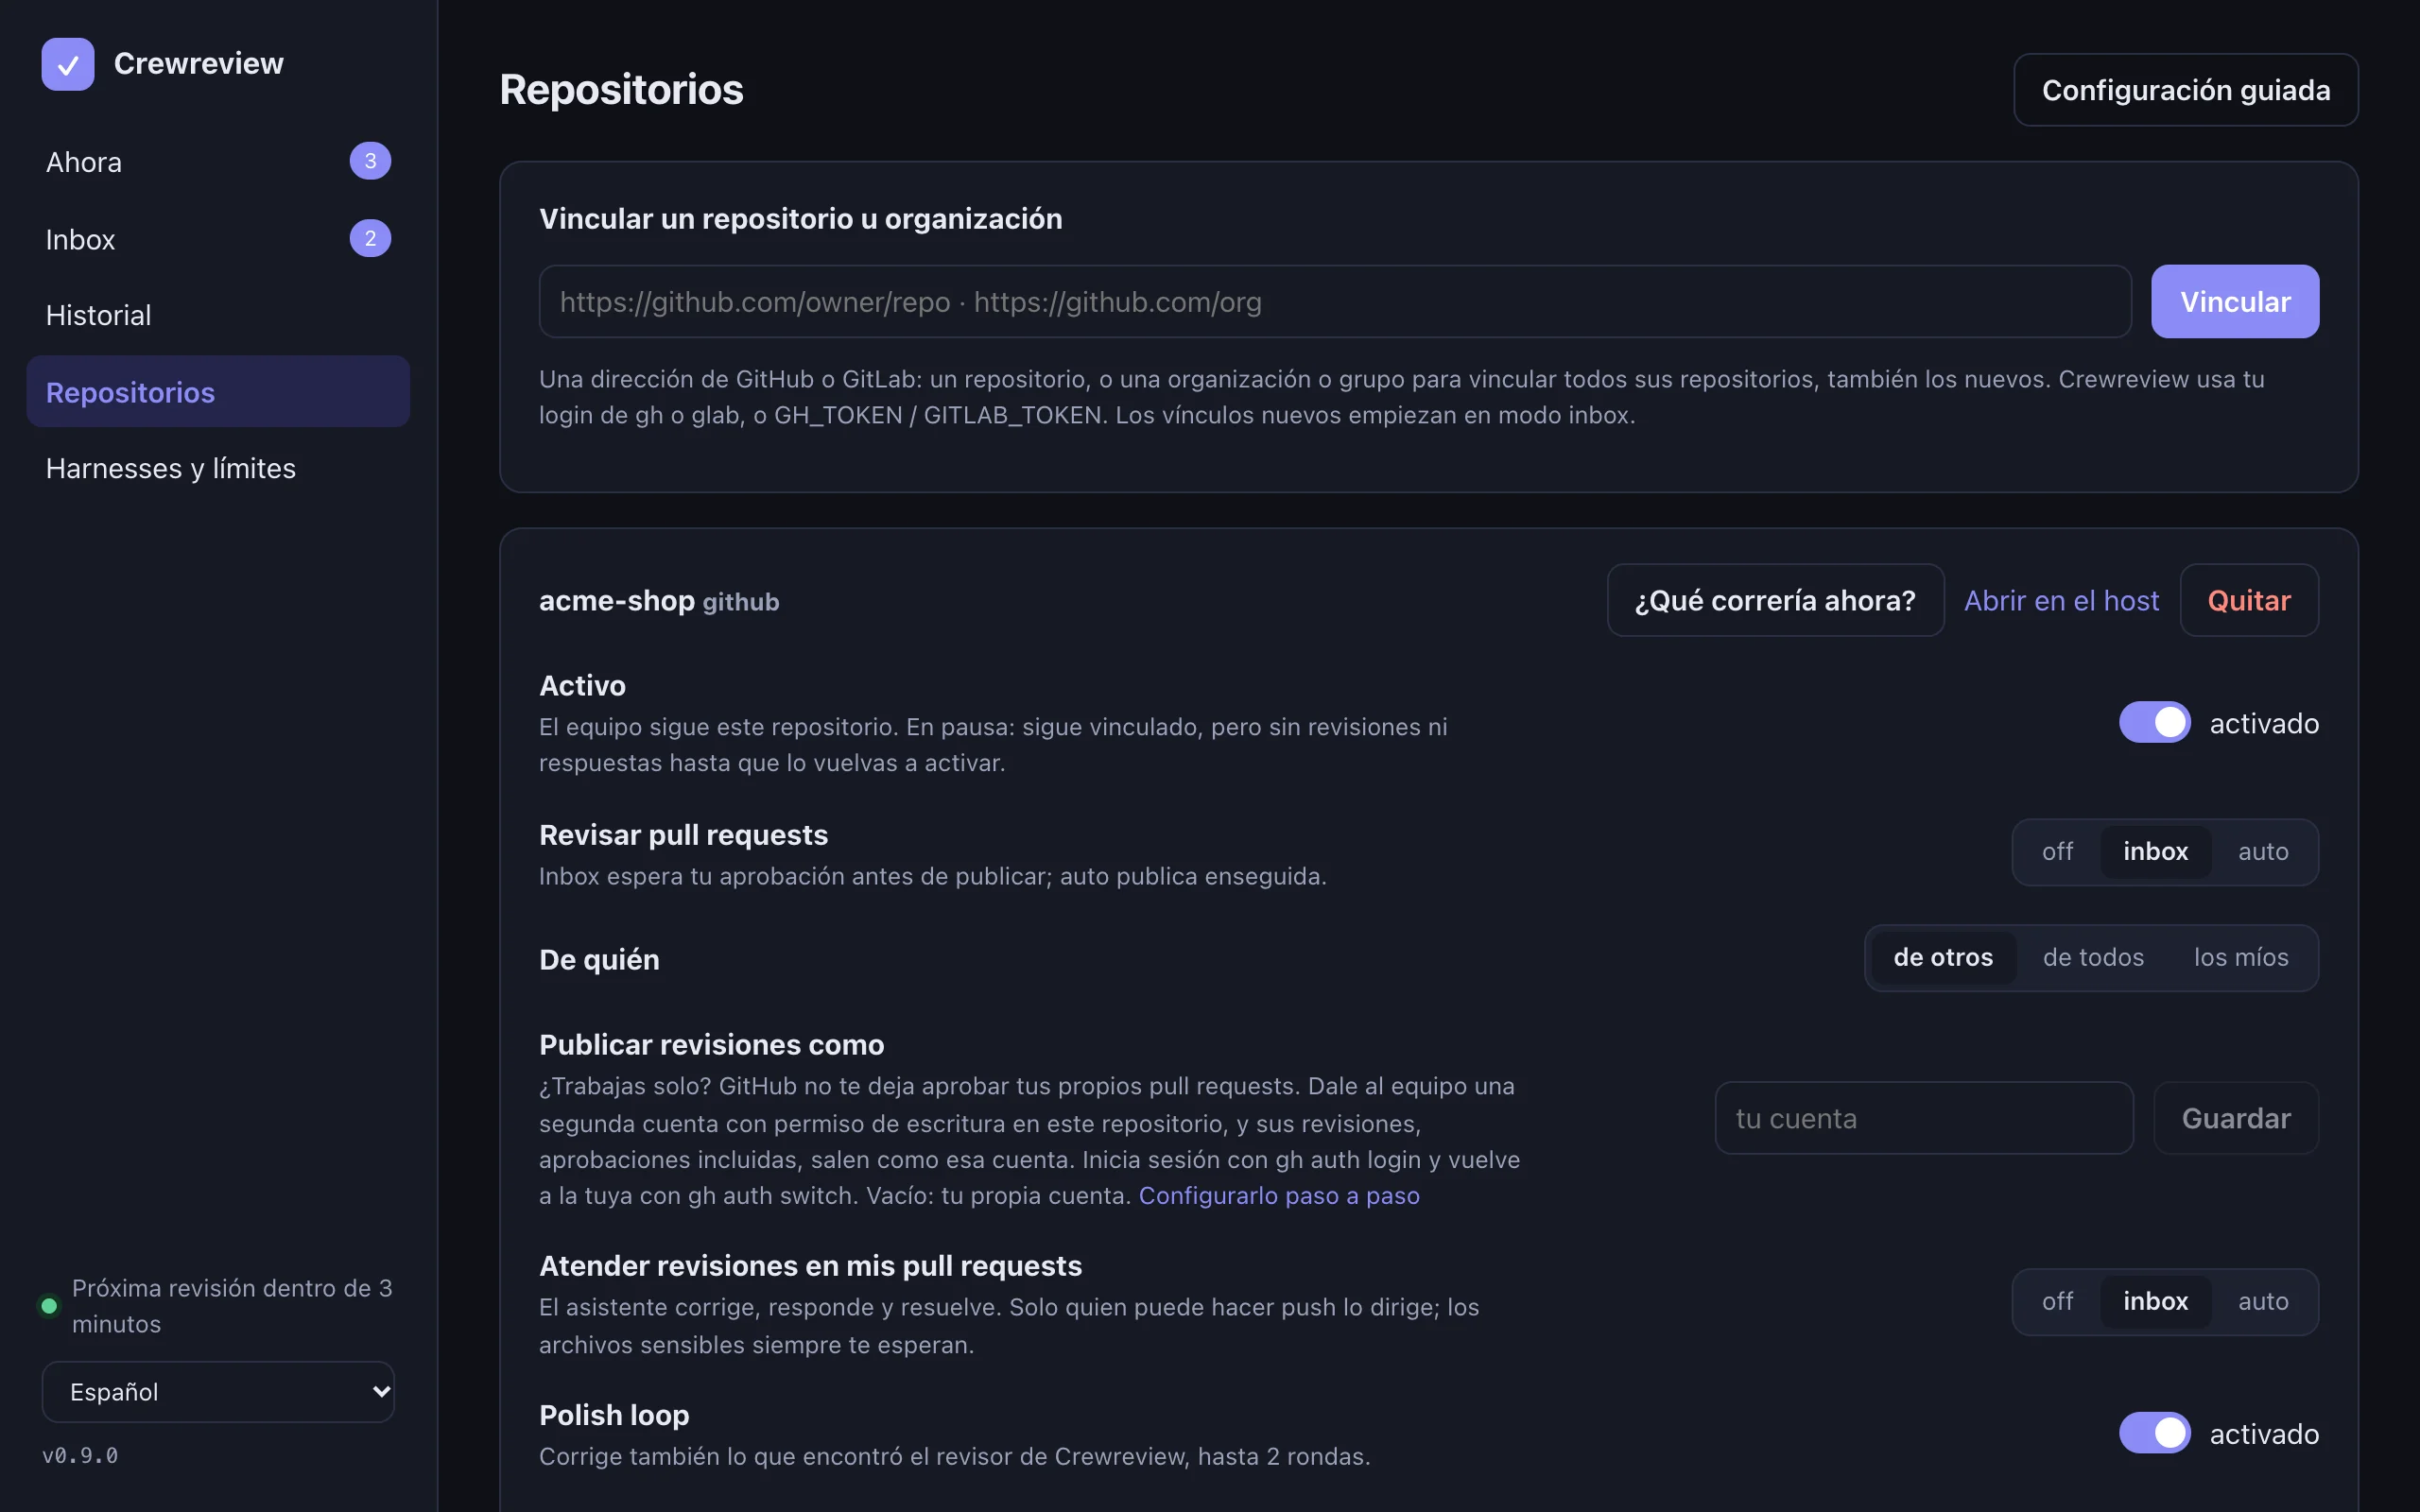 Crewreview
Ahora 3
Inbox 2
Historial
Repositorios
Harnesses y límites
Próxima revisión dentro de 3
minutos
Español
v0.9.0
Repositorios
Configuración guiada
Vincular un repositorio u organización
https://github.com/owner/repo · https://github.com/org
Vincular
Una dirección de GitHub o GitLab: un repositorio, o una organización o grupo para vincular todos sus repositorios, también los nuevos. Crewreview usa tu
login de gh o glab, o GH_TOKEN / GITLAB_TOKEN. Los vínculos nuevos empiezan en modo inbox.
acme-shop github
¿Qué correría ahora?
Abrir en el host
Quitar
Activo
El equipo sigue este repositorio. En pausa: sigue vinculado, pero sin revisiones ni
respuestas hasta que lo vuelvas a activar.
activado
Revisar pull requests
Inbox espera tu aprobación antes de publicar; auto publica enseguida.
off inbox auto
De quién
de otros de todos los míos
Publicar revisiones como
¿Trabajas solo? GitHub no te deja aprobar tus propios pull requests. Dale al equipo una
segunda cuenta con permiso de escritura en este repositorio, y sus revisiones,
aprobaciones incluidas, salen como esa cuenta. Inicia sesión con gh auth login y vuelve
a la tuya con gh auth switch. Vacío: tu propia cuenta. Configurarlo paso a paso
tu cuenta
Guardar
Atender revisiones en mis pull requests
El asistente corrige, responde y resuelve. Solo quien puede hacer push lo dirige; los
archivos sensibles siempre te esperan.
off inbox auto
Polish loop
Corrige también lo que encontró el revisor de Crewreview, hasta 2 rondas.
activado